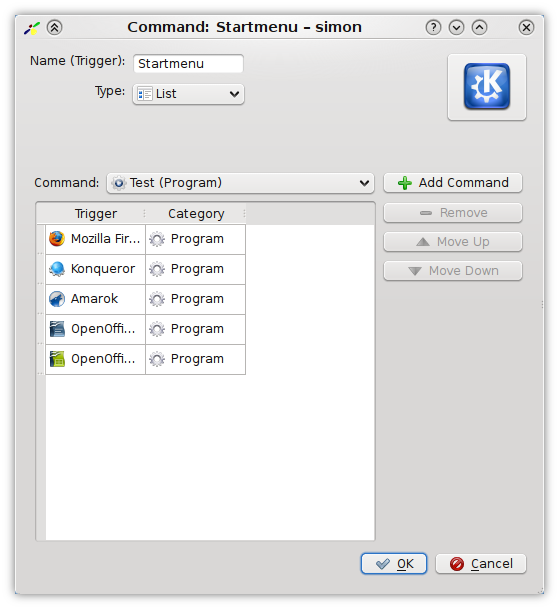 Command: Startmenu – simon
Name (Trigger): Startmenu
Type: List
Command: Test (Program) Add Command
Trigger Category Remove
Mozilla Fir... Program Move Up
Konqueror Program Move Down
Amarok Program
OpenOffi... Program
OpenOffi... Program
OK Cancel